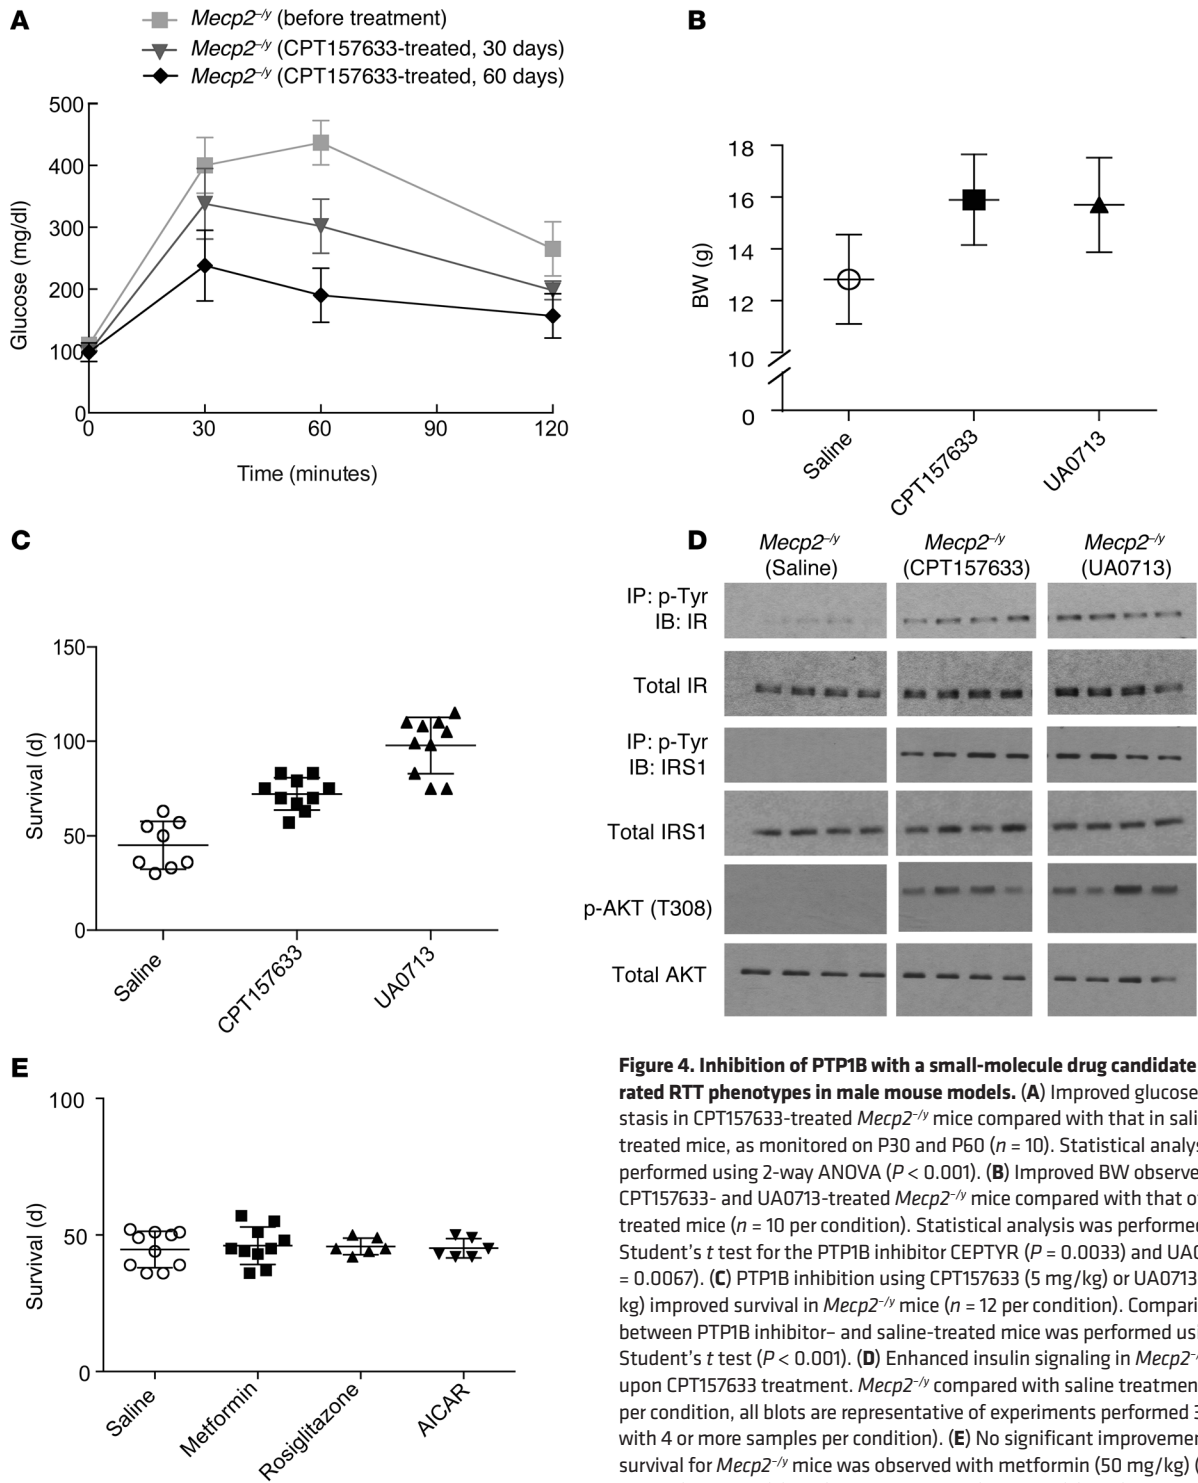 A
Mecp2–/y (before treatment)
Mecp2–/y (CPT157633-treated, 30 days)
Mecp2–/y (CPT157633-treated, 60 days)
500
400
300
200
100
0
Glucose (mg/dl)
0 30 60 90 120
Time (minutes)
B
18
16
14
12
10
0
BW (g)
Saline
CPT157633
UA0713
C
150
100
50
0
Survival (d)
Saline
CPT157633
UA0713
D
Mecp2–/y (Saline)
Mecp2–/y (CPT157633)
Mecp2–/y (UA0713)
IP: p-Tyr
IB: IR
Total IR
IP: p-Tyr
IB: IRS1
Total IRS1
p-AKT (T308)
Total AKT
E
100
50
0
Survival (d)
Saline
Metformin
Rosiglitazone
AICAR
Figure 4. Inhibition of PTP1B with a small-molecule drug candidate
rated RTT phenotypes in male mouse models. (A) Improved glucose
stasis in CPT157633-treated Mecp2–/y mice compared with that in sali
treated mice, as monitored on P30 and P60 (n = 10). Statistical analys
performed using 2-way ANOVA (P < 0.001). (B) Improved BW observe
CPT157633- and UA0713-treated Mecp2–/y mice compared with that o
treated mice (n = 10 per condition). Statistical analysis was performed
Student's t test for the PTP1B inhibitor CEPTYR (P = 0.0033) and UA0
= 0.0067). (C) PTP1B inhibition using CPT157633 (5 mg/kg) or UA0713
kg) improved survival in Mecp2–/y mice (n = 12 per condition). Compari
between PTP1B inhibitor– and saline-treated mice was performed usi
Student's t test (P < 0.001). (D) Enhanced insulin signaling in Mecp2–
upon CPT157633 treatment. Mecp2–/y compared with saline treatmen
per condition, all blots are representative of experiments performed 3
with 4 or more samples per condition). (E) No significant improvemen
survival for Mecp2–/y mice was observed with metformin (50 mg/kg) (